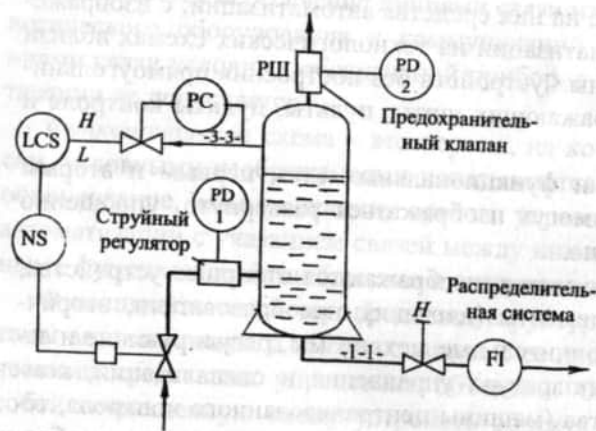 РШ
PD
2
Предохранитель-
ный клапан
PC
-3-3-
LCS
H
L
PD
1
Струйный
регулятор
NS
Распределитель-
ная система
H
-1-1-
FI